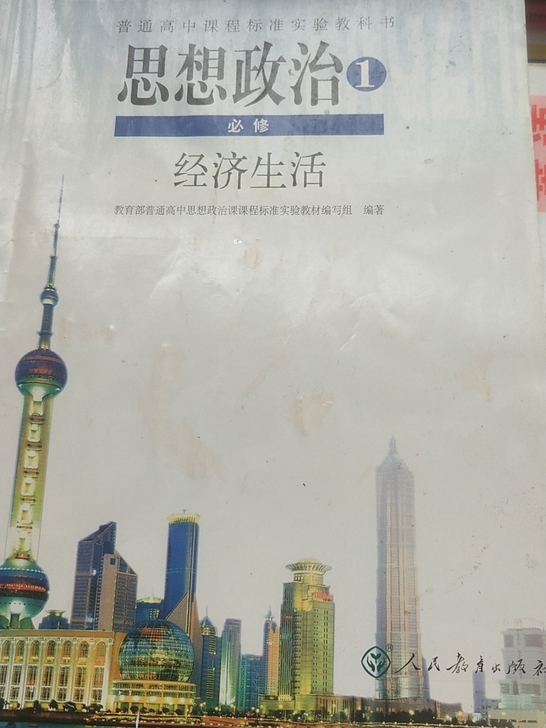 普通高中课程标准实验教科书
思想政治1
必修
经济生活
教育部普通高中思想政治课课程标准实验教材编写组 编著
人民教育出版社